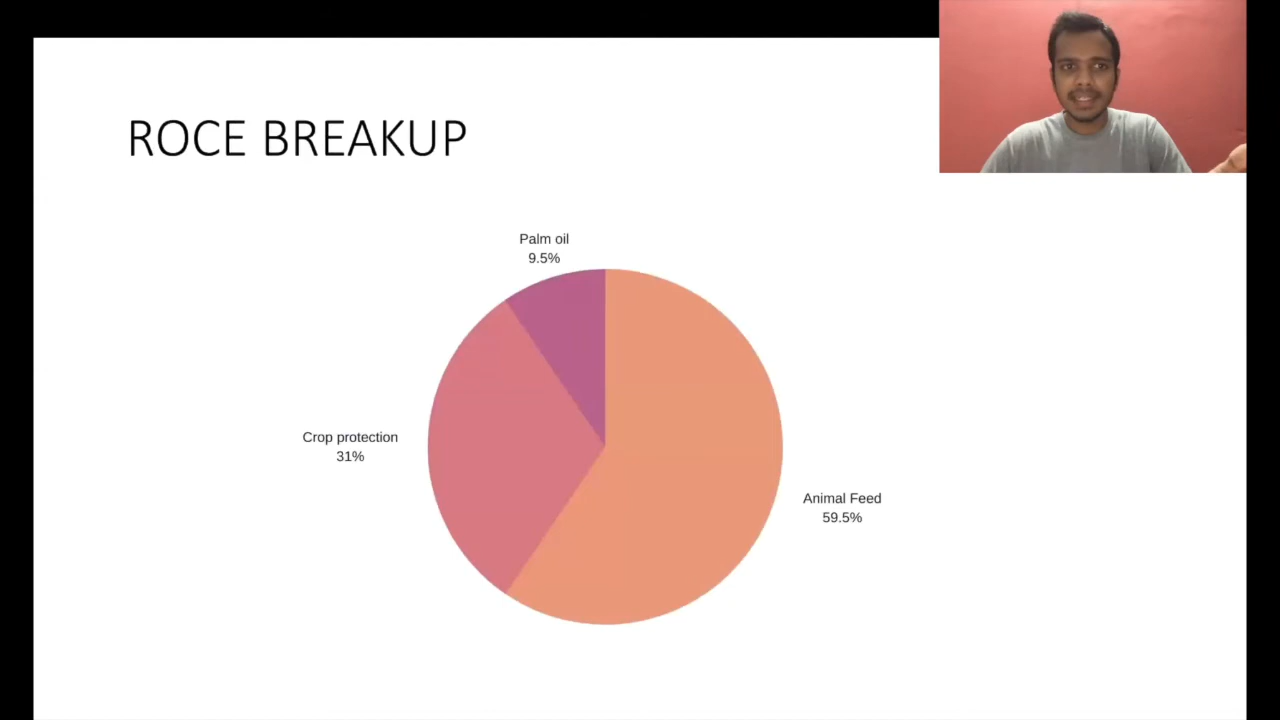 ROCE BREAKUP
Palm oil
9.5%
Crop protection
31%
Animal Feed
59.5%